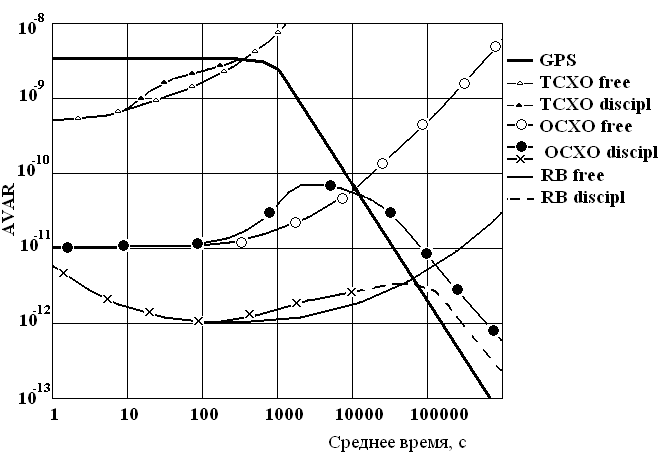 10-8
GPS
TCXO free
10-9
TCXO discipl
OCXO free
OCXO discipl
10-10
RB free
RB discipl
AVAR
10-11
10-12
10-13
1 10 100 1000 10000 100000
Среднее время, с